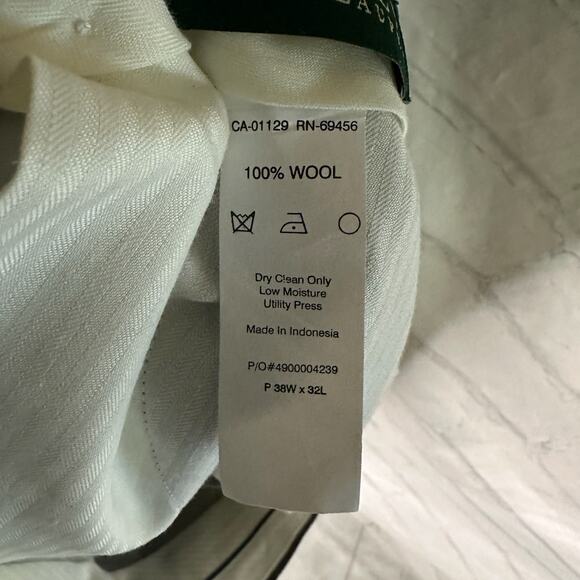 CA-01129 RN-69456
100% WOOL
Dry Clean Only
Low Moisture
Utility Press
Made In Indonesia
P/O#4900004239
P 38W x 32L